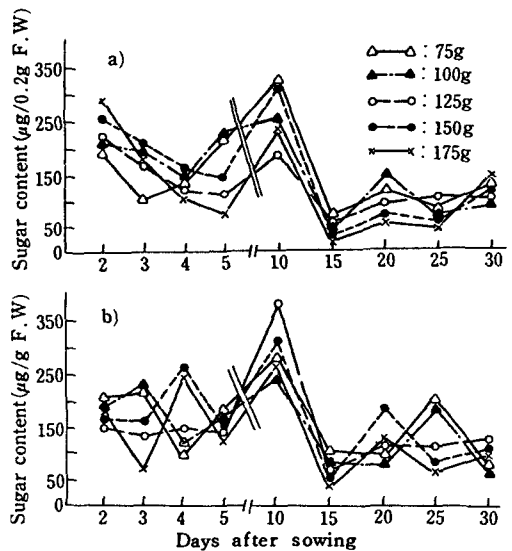 a)
Sugar content (μg/0.2g F.W)
350
250
150
50
0
: 75g
: 100g
: 125g
: 150g
: 175g
2 3 4 5 10 15 20 25 30
b)
Sugar content (μg/g F.W)
350
250
150
50
0
2 3 4 5 10 15 20 25 30
Days after sowing